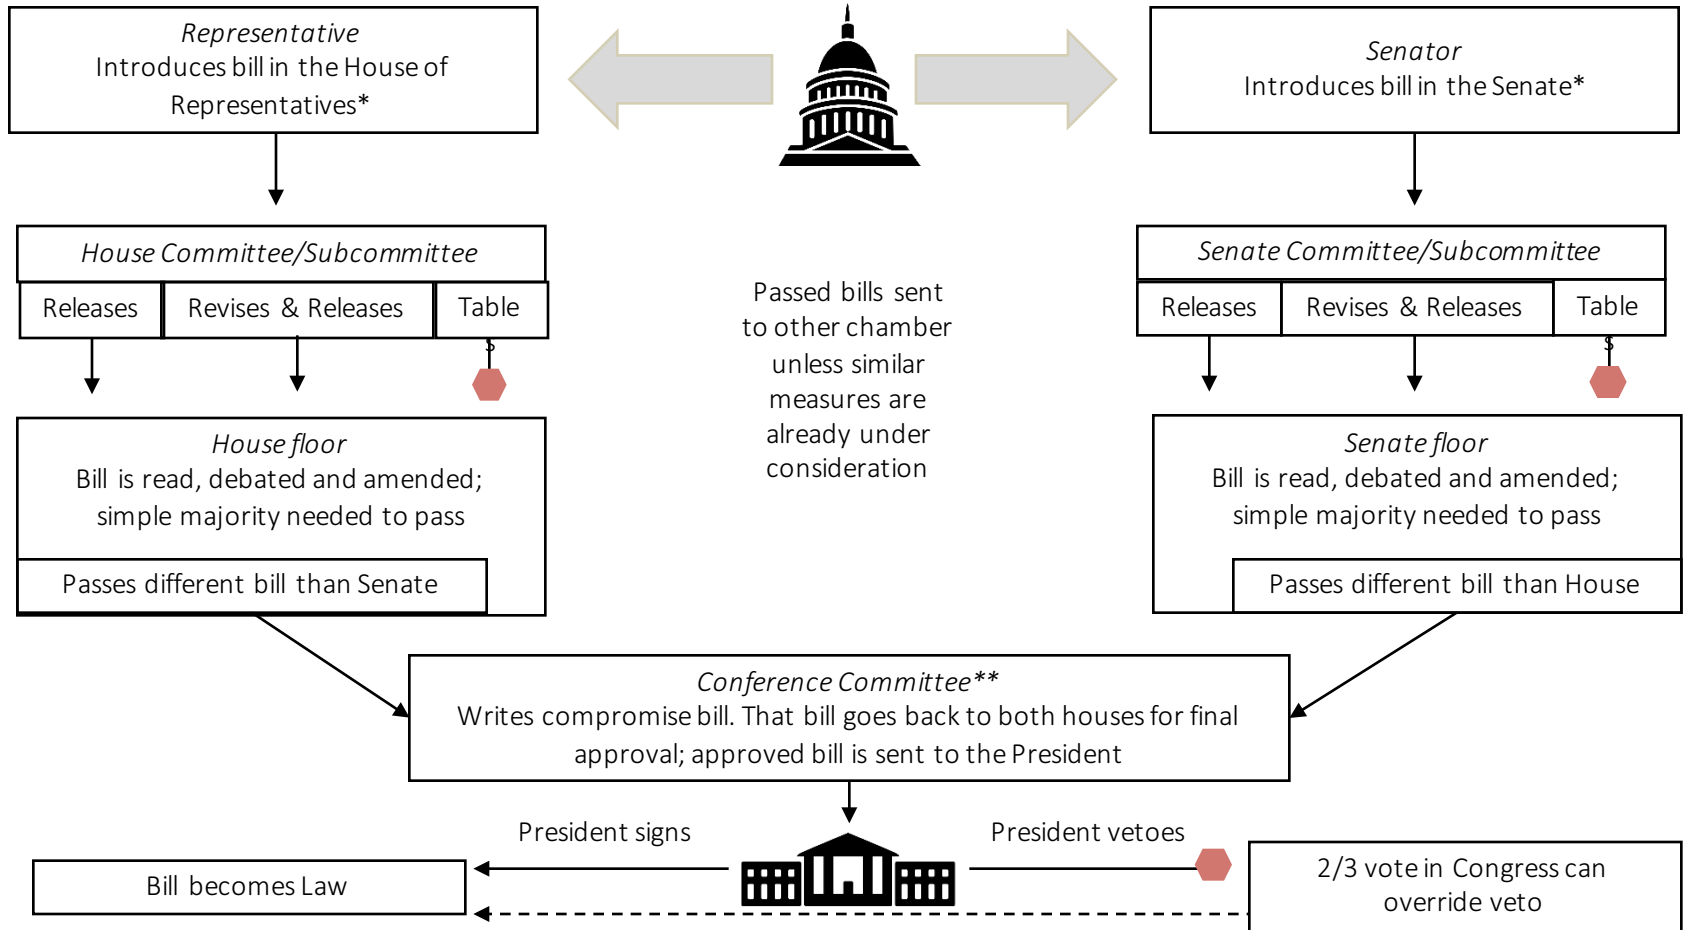 Representative
Introduces bill in the House of
Representatives*
Senator
Introduces bill in the Senate*
House Committee/Subcommittee
Releases
Revises & Releases
Table
s
Senate Committee/Subcommittee
Releases
Revises & Releases
Table
s
Passed bills sent
to other chamber
unless similar
measures are
already under
consideration
House floor
Bill is read, debated and amended;
simple majority needed to pass
Passes different bill than Senate
Senate floor
Bill is read, debated and amended;
simple majority needed to pass
Passes different bill than House
Conference Committee**
Writes compromise bill. That bill goes back to both houses for final
approval; approved bill is sent to the President
President signs
President vetoes
Bill becomes Law
2/3 vote in Congress can
override veto